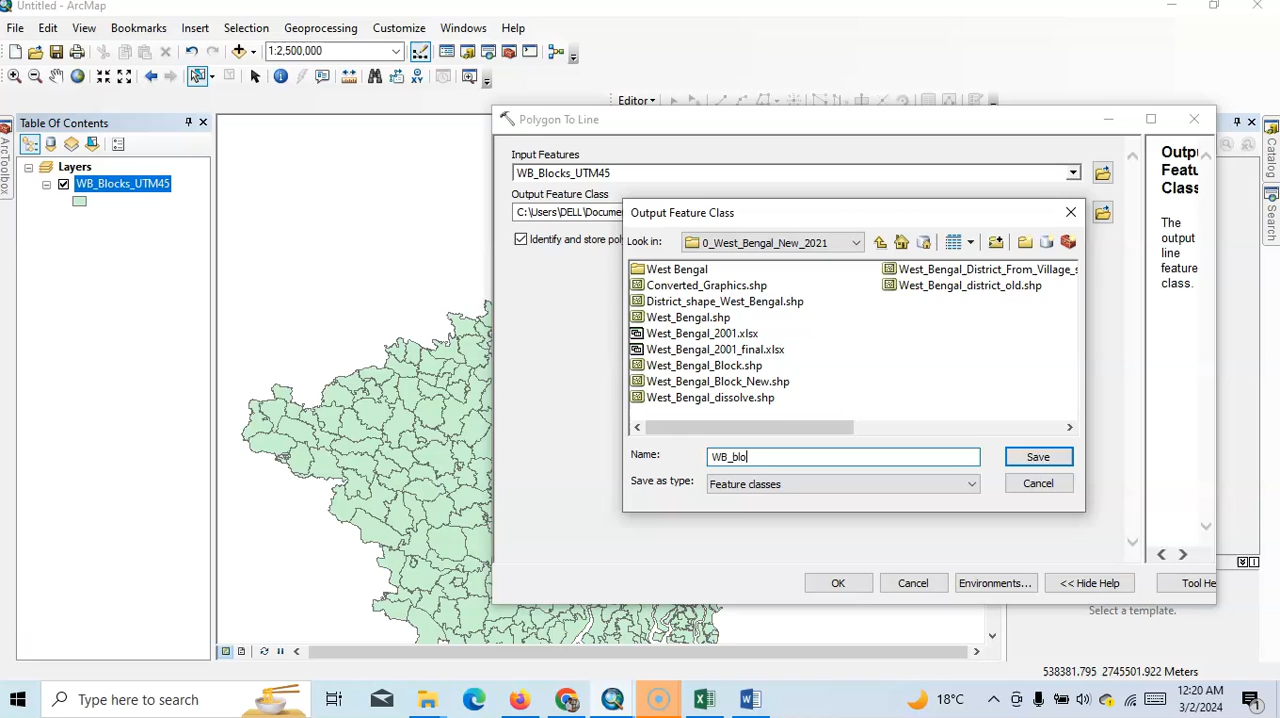 Untitled - ArcMap
File Edit View Bookmarks Insert Selection Geoprocessing Customize Windows Help
1:2,500,000
Editor
Table Of Contents
Layers
WB_Blocks_UTM45
ArcToolbox
Polygon To Line
Input Features
WB_Blocks_UTM45
Output Feature Class
C:\Users\DELL\Docume
Identify and store pol
Output Feature Class
Look in: 0_West_Bengal_New_2021
West Bengal
Converted_Graphics.shp
District_shape_West_Bengal.shp
West_Bengal.shp
West_Bengal_2001.xlsx
West_Bengal_2001_final.xlsx
West_Bengal_Block.shp
West_Bengal_Block_New.shp
West_Bengal_dissolve.shp
West_Bengal_District_From_Village_s
West_Bengal_district_old.shp
Name: WB_blo
Save
Save as type: Feature classes
Cancel
OK Cancel Environments... << Hide Help Tool He
Outpu
Featu
Class
The
output
line
feature
class.
Catalog
Search
Select a template.
538381.795 2745501.922 Meters
Type here to search
18°C
12:20 AM
3/2/2024
1